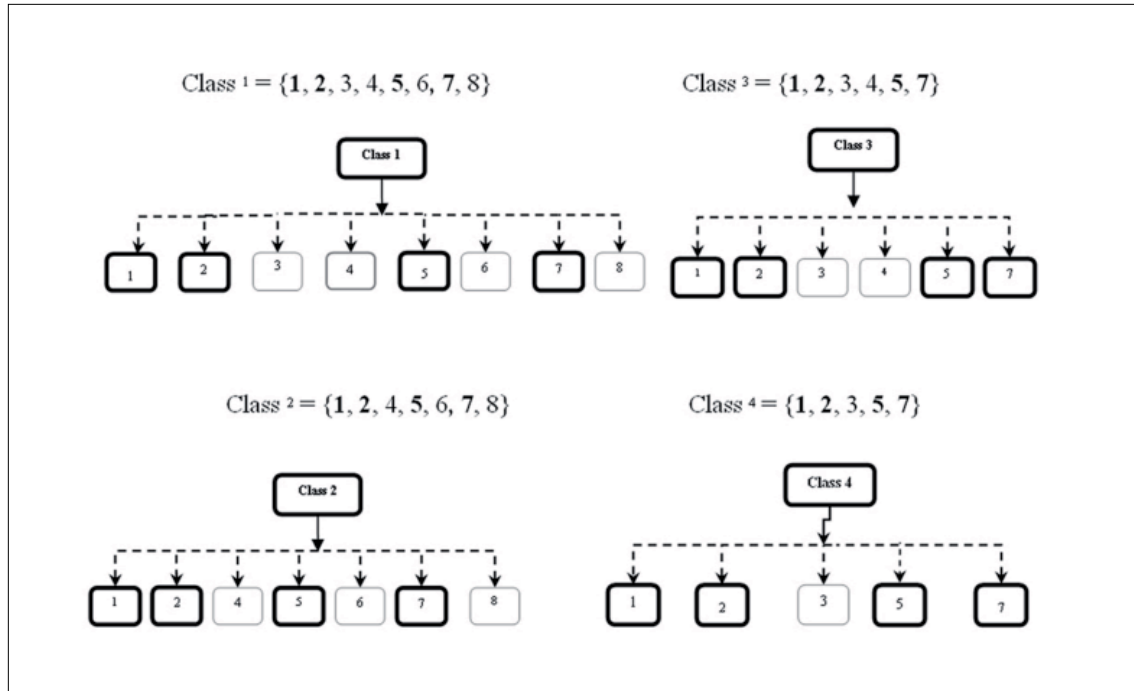 Class 1 = {1, 2, 3, 4, 5, 6, 7, 8}
Class 1
1 2 3 4 5 6 7 8
Class 3 = {1, 2, 3, 4, 5, 7}
Class 3
1 2 3 4 5 7
Class 2 = {1, 2, 4, 5, 6, 7, 8}
Class 2
1 2 4 5 6 7 8
Class 4 = {1, 2, 3, 5, 7}
Class 4
1 2 3 5 7